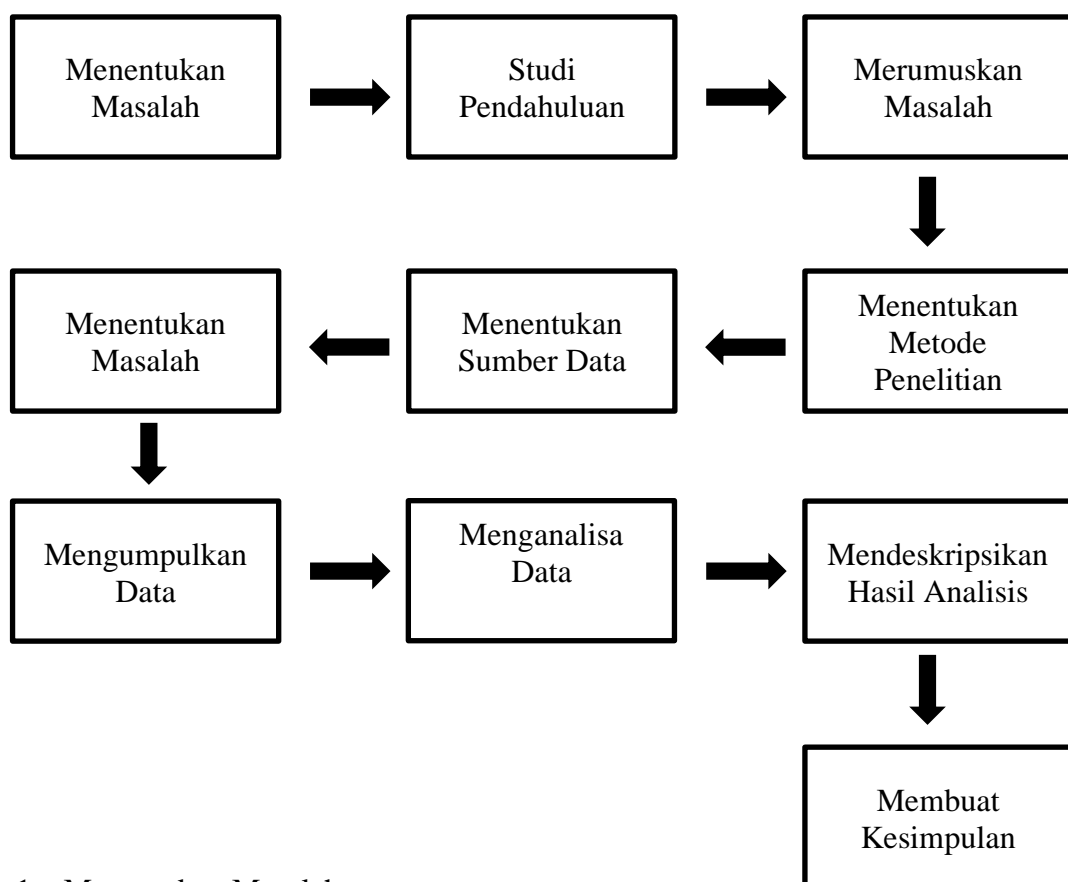 Menentukan
Masalah
Studi
Pendahuluan
Merumuskan
Masalah
Menentukan
Metode
Penelitian
Menentukan
Sumber Data
Menentukan
Masalah
Mengumpulkan
Data
Menganalisa
Data
Mendeskripsikan
Hasil Analisis
Membuat
Kesimpulan